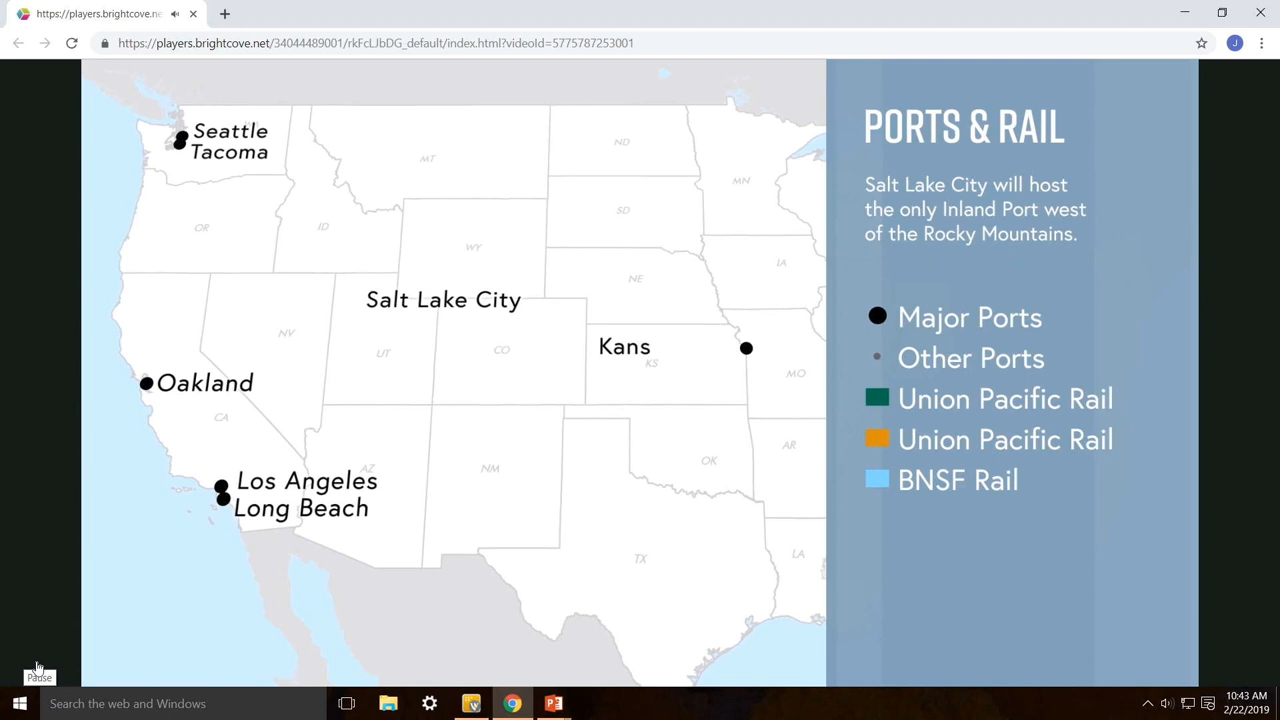 https://players.brightcove.ne
https://players.brightcove.net/34044489001/rkFcLJbDG_default/index.html?videoId=5775787253001
J
Seattle
Tacoma
MT
ND
MN
OR
ID
SD
WY
IA
NE
Salt Lake City
NV
UT
CO
Kans
KS
MO
Oakland
CA
AZ
NM
OK
AR
Los Angeles
Long Beach
TX
LA
PORTS & RAIL
Salt Lake City will host
the only Inland Port west
of the Rocky Mountains.
Major Ports
Other Ports
Union Pacific Rail
Union Pacific Rail
BNSF Rail
Pause
Search the web and Windows
10:43 AM
2/22/2019